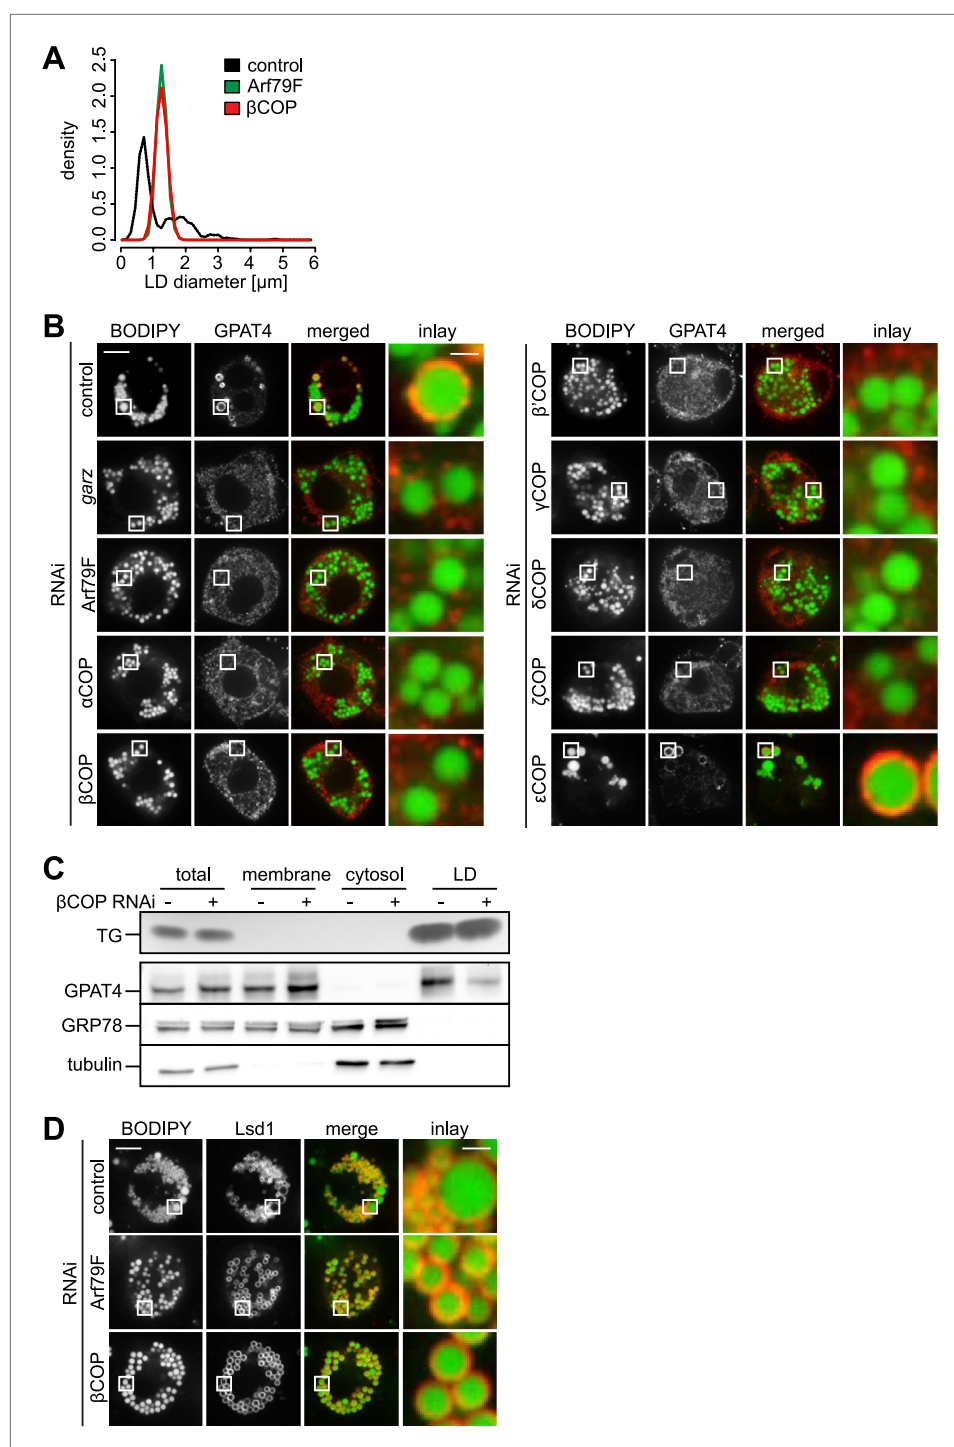 A
control
Arf79F
βCOP
density
0.0 0.5 1.0 1.5 2.0 2.5
0 1 2 3 4 5 6
LD diameter [µm]
B
BODIPY GPAT4 merged inlay
RNAi
control
garz
Arf79F
αCOP
βCOP
BODIPY GPAT4 merged inlay
RNAi
β'COP
γCOP
δCOP
ζCOP
εCOP
C
total membrane cytosol LD
βCOP RNAi - + - + - + - +
TG
GPAT4
GRP78
tubulin
D
BODIPY Lsd1 merge inlay
RNAi
control
Arf79F
βCOP